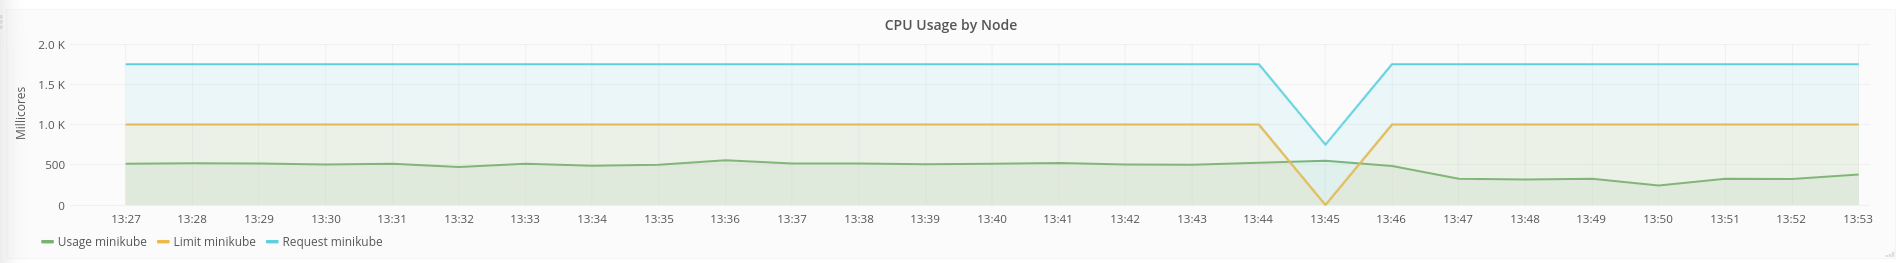 CPU Usage by Node
2.0 K
1.5 K
1.0 K
500
0
Millicores
13:27 13:28 13:29 13:30 13:31 13:32 13:33 13:34 13:35 13:36 13:37 13:38 13:39 13:40 13:41 13:42 13:43 13:44 13:45 13:46 13:47 13:48 13:49 13:50 13:51 13:52 13:53
Usage minikube Limit minikube Request minikube